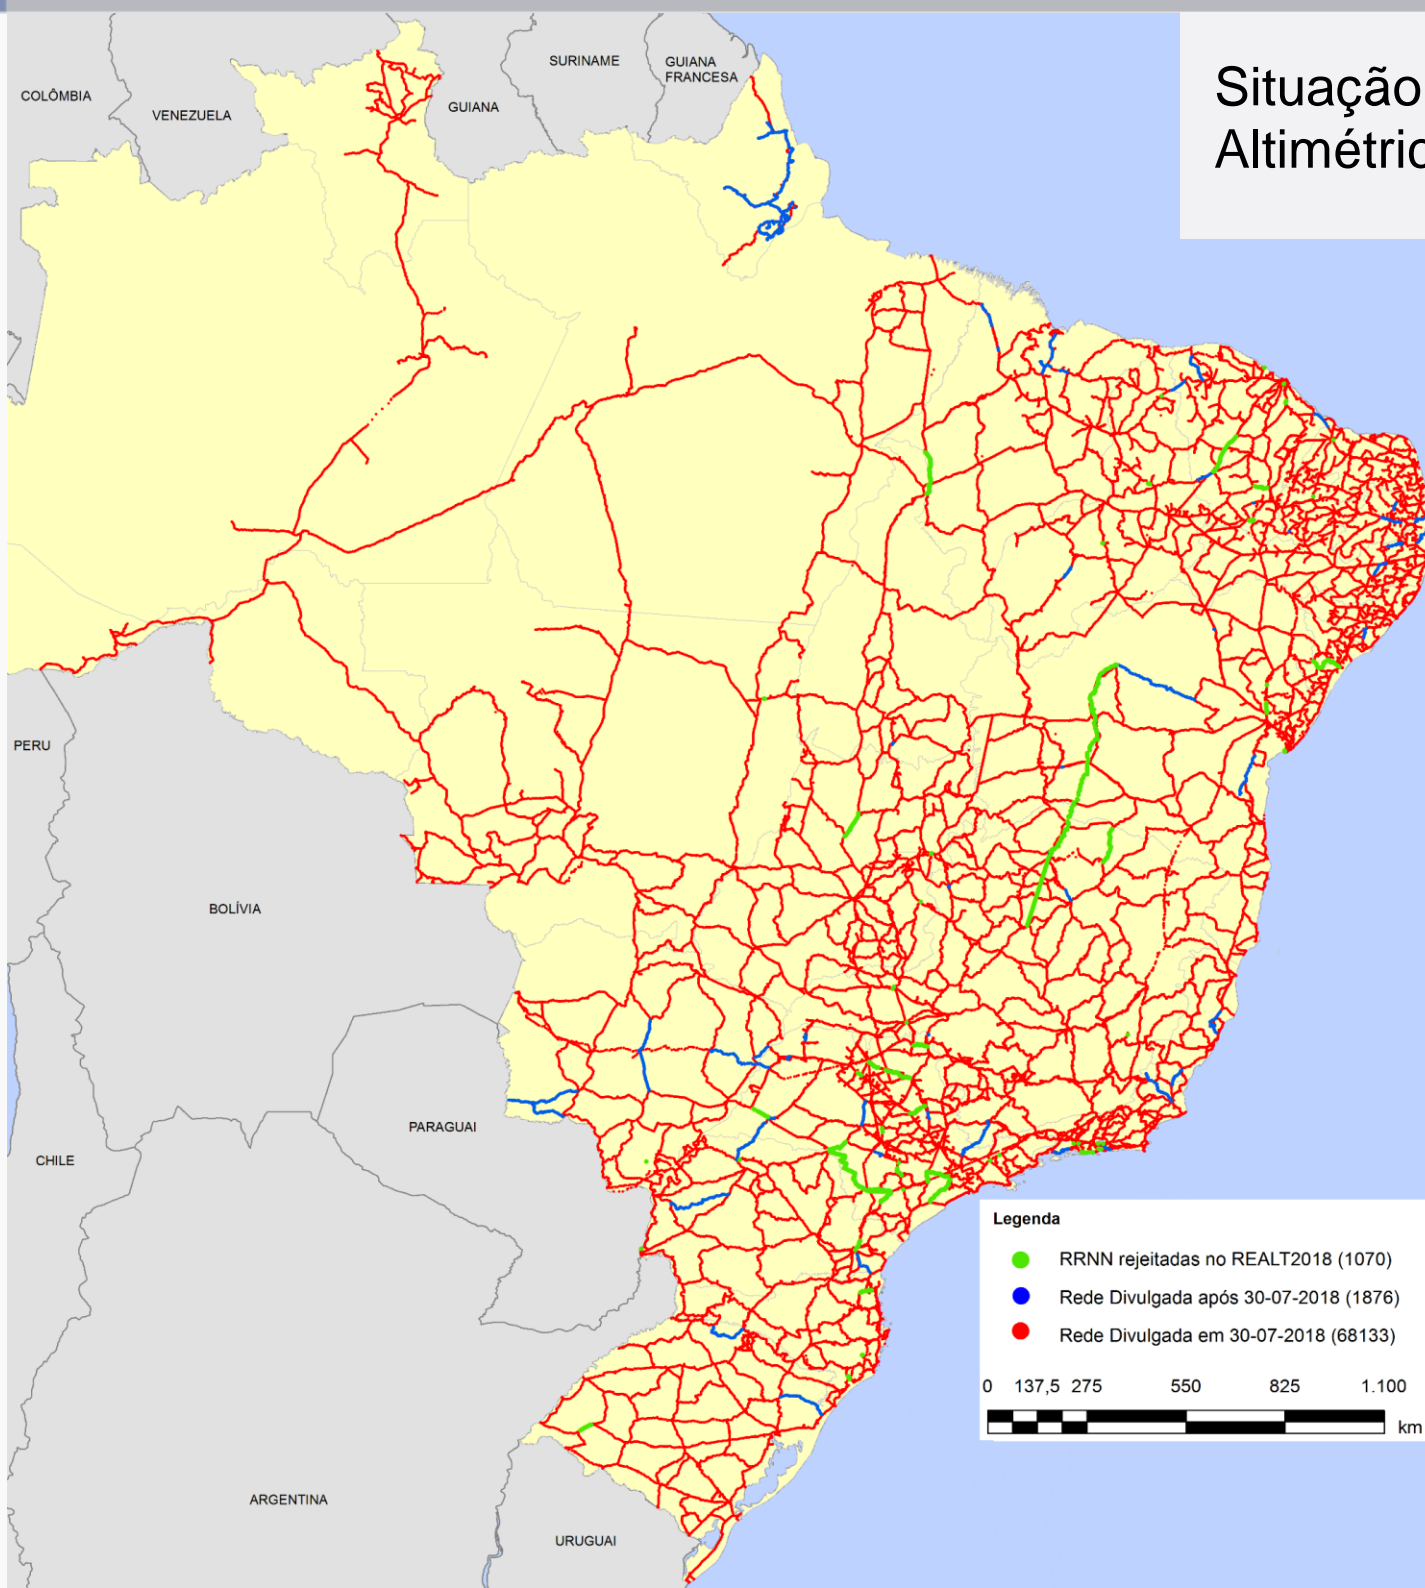 Situação
Altimétric
COLÔMBIA
VENEZUELA
GUIANA
SURINAME
GUIANA
FRANCESA
PERU
BOLÍVIA
PARAGUAI
CHILE
ARGENTINA
URUGUAI
Legenda
RRNN rejeitadas no REALT2018 (1070)
Rede Divulgada após 30-07-2018 (1876)
Rede Divulgada em 30-07-2018 (68133)
0 137,5 275 550 825 1.100
km